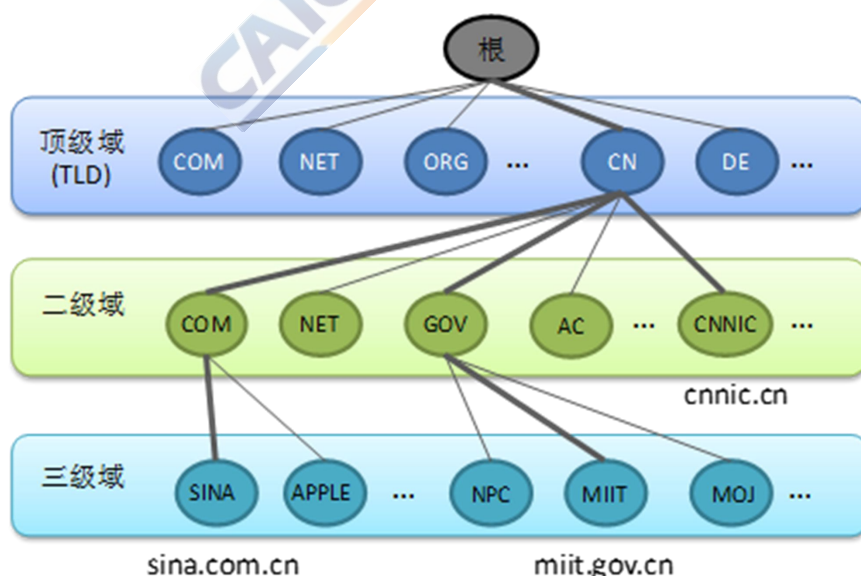 根
顶级域
(TLD)
COM NET ORG ... CN DE ...
二级域
COM NET GOV AC ... CNNIC ...
cnnic.cn
三级域
SINA APPLE ... NPC MIIT MOJ ...
sina.com.cn miit.gov.cn